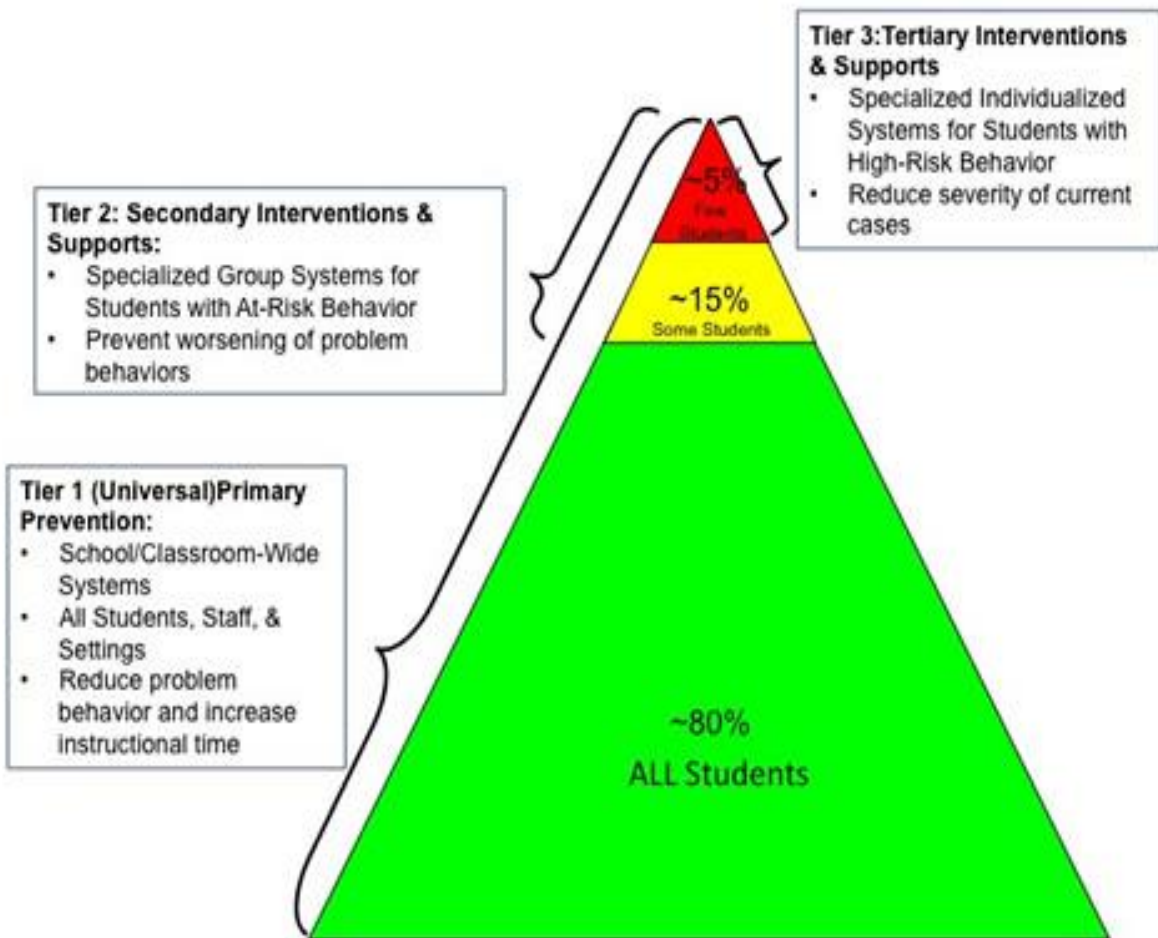 Tier 3:Tertiary Interventions
& Supports
• Specialized Individualized
Systems for Students with
High-Risk Behavior
• Reduce severity of current
cases
~5%
Few
Students
Tier 2: Secondary Interventions &
Supports:
• Specialized Group Systems for
Students with At-Risk Behavior
• Prevent worsening of problem
behaviors
~15%
Some Students
Tier 1 (Universal)Primary
Prevention:
• School/Classroom-Wide
Systems
• All Students, Staff, &
Settings
• Reduce problem
behavior and increase
instructional time
~80%
ALL Students